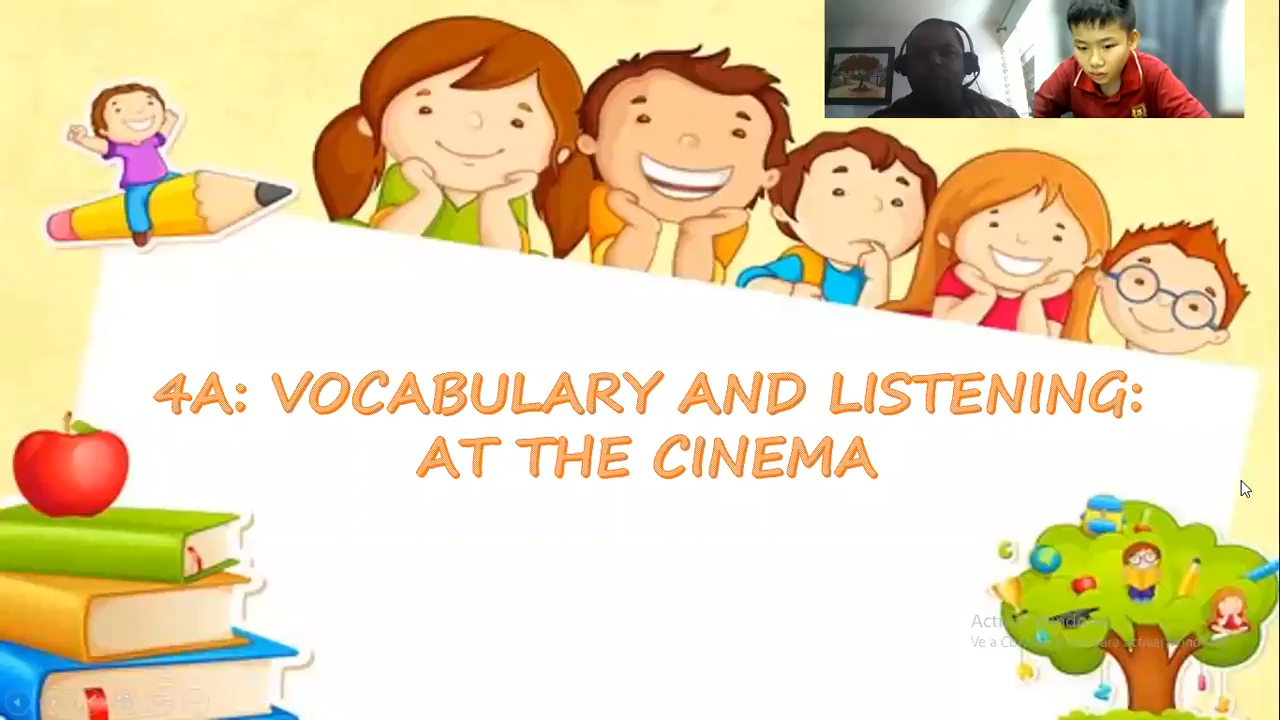 4A: VOCABULARY AND LISTENING:
AT THE CINEMA